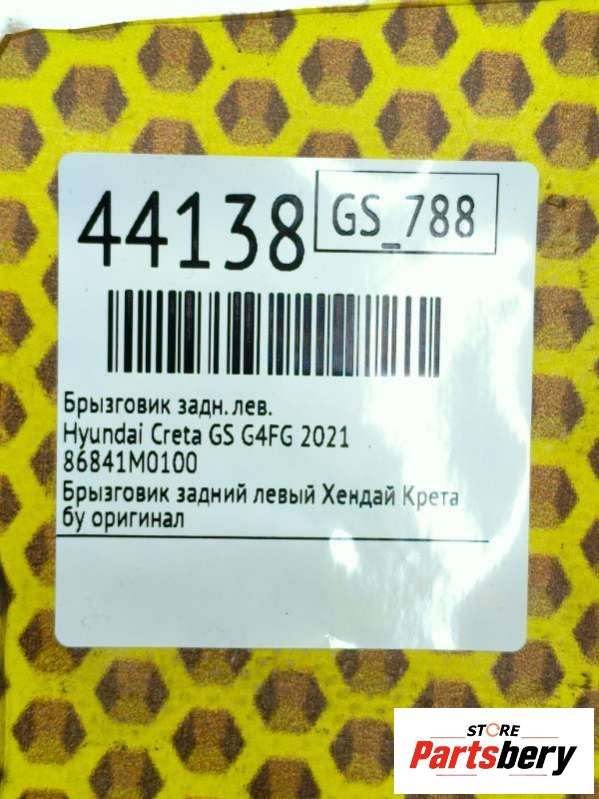 44138
GS_788
Брызговик задн. лев.
Hyundai Creta GS G4FG 2021
86841M0100
Брызговик задний левый Хендай Крета
бу оригинал
STORE
Partsbery